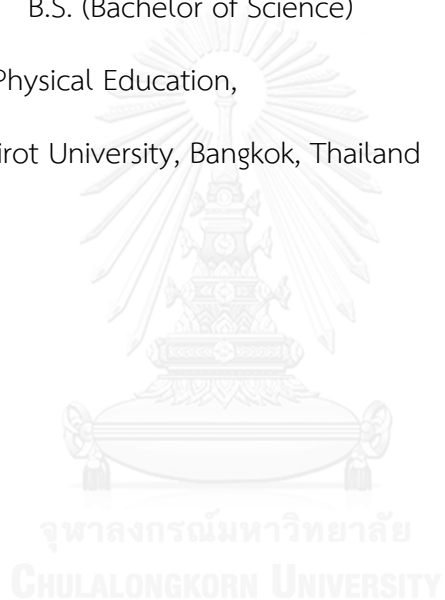 B.S. (Bachelor of Science)
Physical Education,
irot University, Bangkok, Thailand
จุฬาลงกรณ์มหาวิทยาลัย
CHULALONGKORN UNIVERSITY